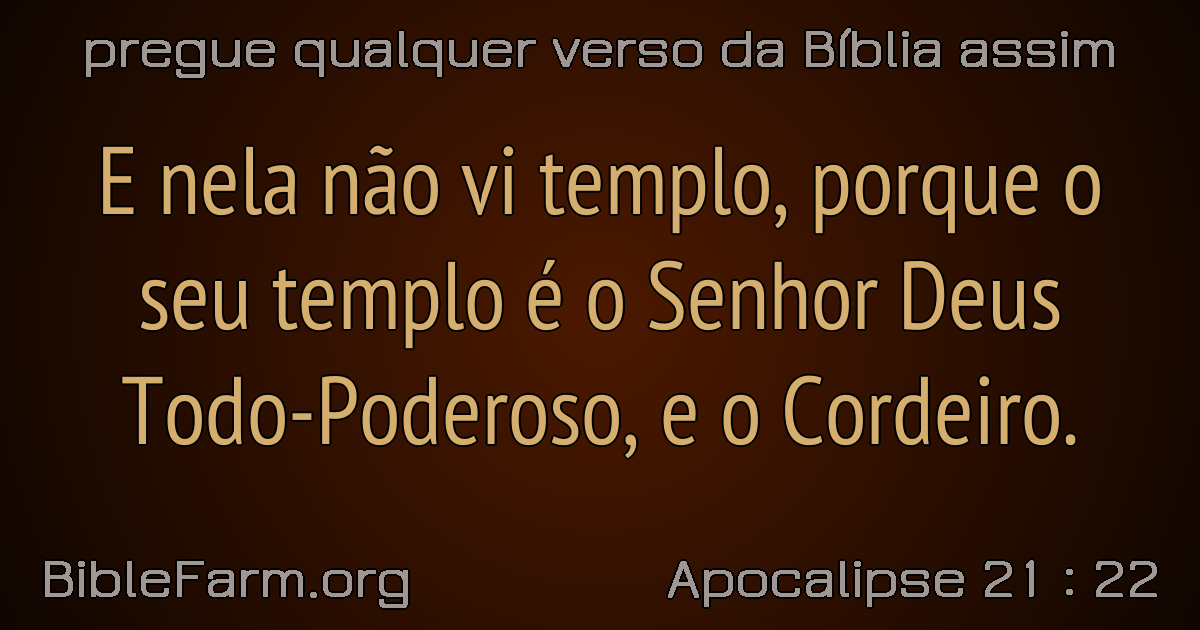 pregue qualquer verso da Bíblia assim
E nela não vi templo, porque o
seu templo é o Senhor Deus
Todo-Poderoso, e o Cordeiro.
BibleFarm.org
Apocalipse 21 : 22